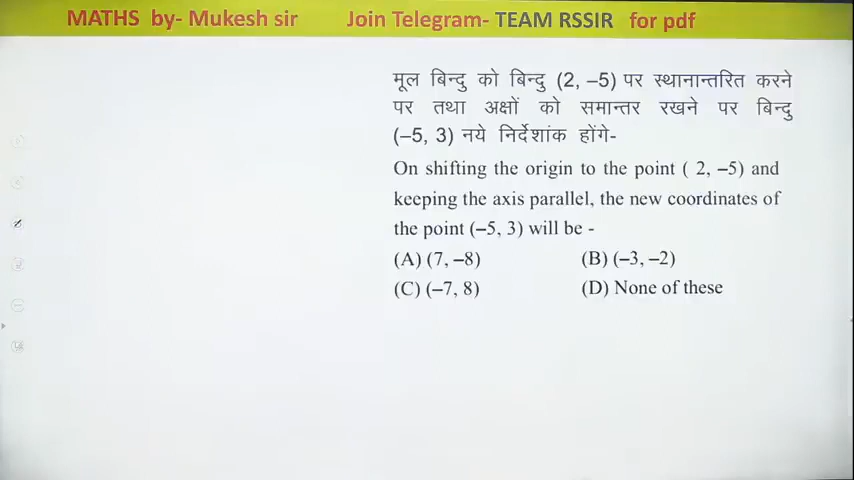 MATHS by- Mukesh sir Join Telegram- TEAM RSSIR for pdf
मूल बिन्दु को बिन्दु (2, –5) पर स्थानान्तरित करने
पर तथा अक्षों को समान्तर रखने पर बिन्दु
(–5, 3) नये निर्देशांक होंगे-
On shifting the origin to the point ( 2, –5) and
keeping the axis parallel, the new coordinates of
the point (–5, 3) will be -
(A) (7, –8) (B) (–3, –2)
(C) (–7, 8) (D) None of these